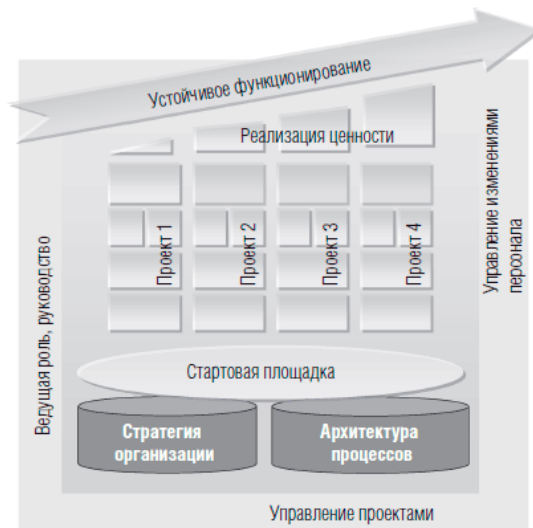 Устойчивое функционирование
Реализация ценности
Проект 1
Проект 2
Проект 3
Проект 4
Ведущая роль, руководство
Управление изменениями
персонала
Стартовая площадка
Стратегия
организации
Архитектура
процессов
Управление проектами